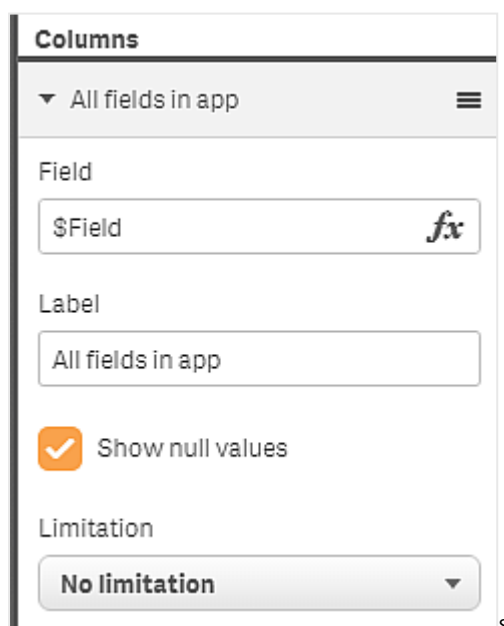 Columns
All fields in app
Field
$Field fx
Label
All fields in app
Show null values
Limitation
No limitation